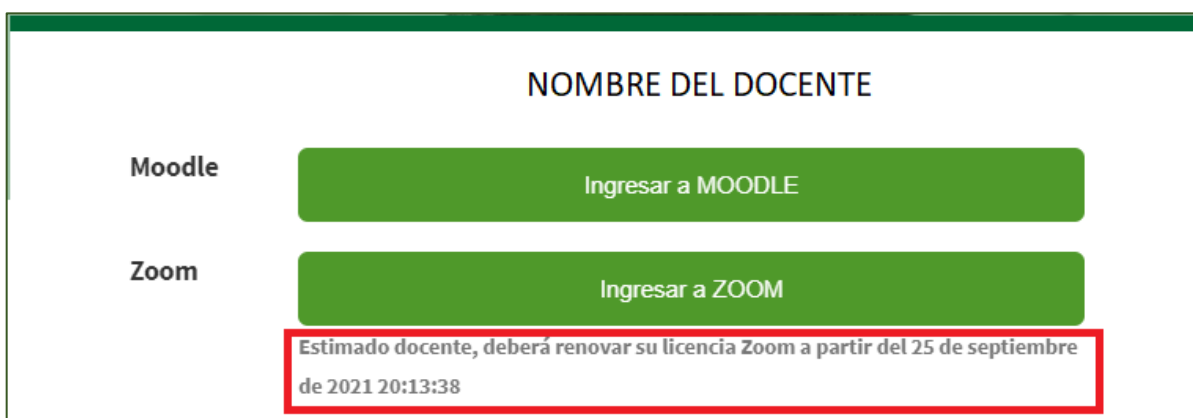 NOMBRE DEL DOCENTE
Moodle
Ingresar a MOODLE
Zoom
Ingresar a ZOOM
Estimado docente, deberá renovar su licencia Zoom a partir del 25 de septiembre
de 2021 20:13:38